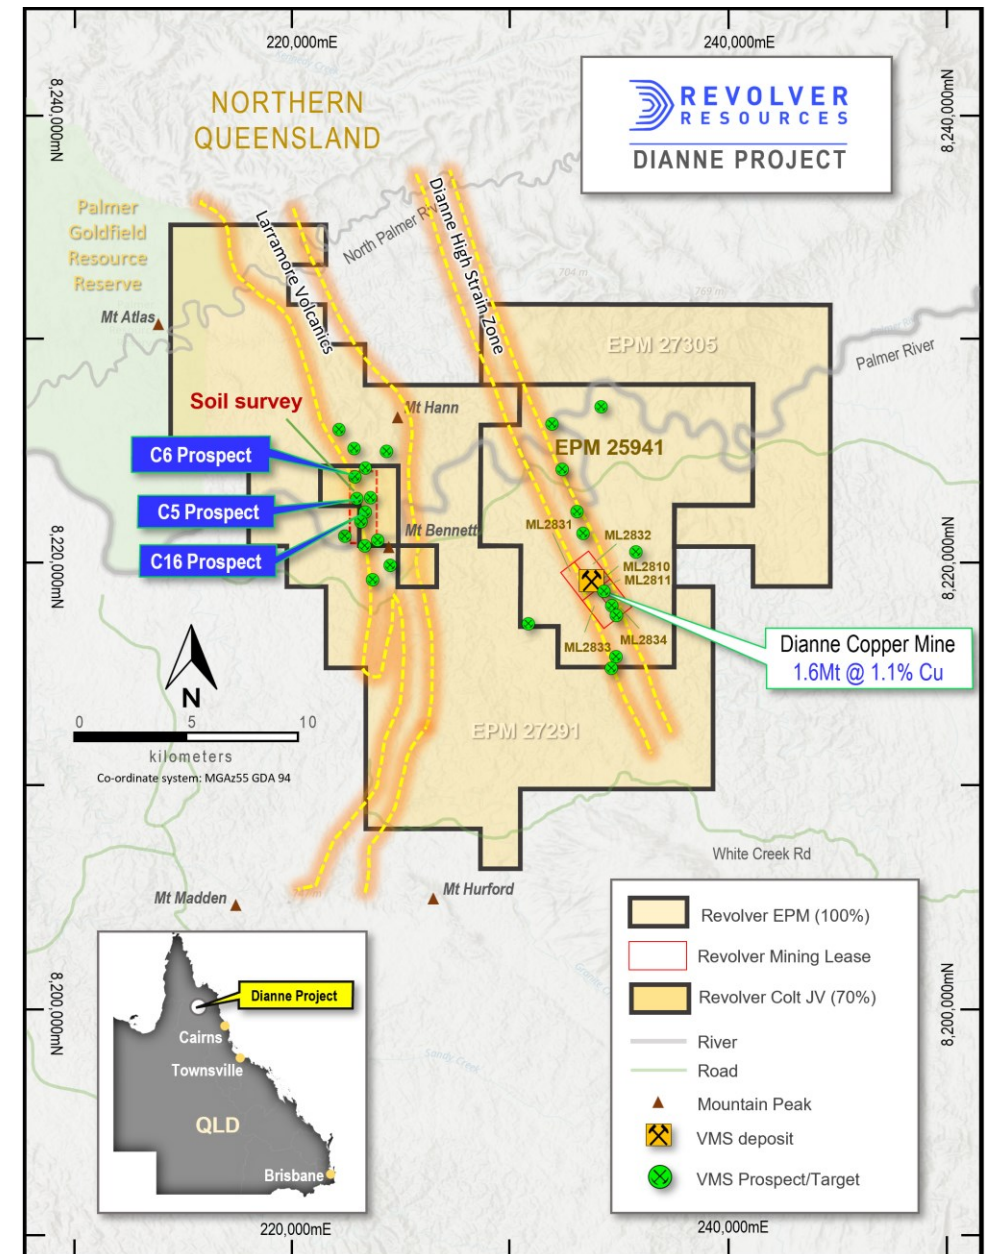 220,000mE
240,000mE
8,240,000mN
8,240,000mN
NORTHERN
QUEENSLAND
REVOLVER
RESOURCES
DIANNE PROJECT
Palmer
Goldfield
Resource
Reserve
Larramore Volcanics
North Palmer R
Dianne High Strain Zone
704 m
769 m
Mt Atlas
EPM 27305
Palmer River
Soil survey
Mt Hann
C6 Prospect
EPM 25941
C5 Prospect
ML2831
Mt Bennett
ML2832
C16 Prospect
ML2810
ML2811
8,220,000mN
8,220,000mN
ML2833
ML2834
Dianne Copper Mine
1.6Mt @ 1.1% Cu
N
0 5 10
kilometers
Co-ordinate system: MGAz55 GDA 94
EPM 27291
White Creek Rd
Mt Madden
Mt Hurford
Revolver EPM (100%)
Revolver Mining Lease
Revolver Colt JV (70%)
River
Road
Mountain Peak
VMS deposit
VMS Prospect/Target
8,200,000mN
8,200,000mN
Dianne Project
Cairns
Townsville
QLD
Brisbane
Sandy Creek
220,000mE
240,000mE